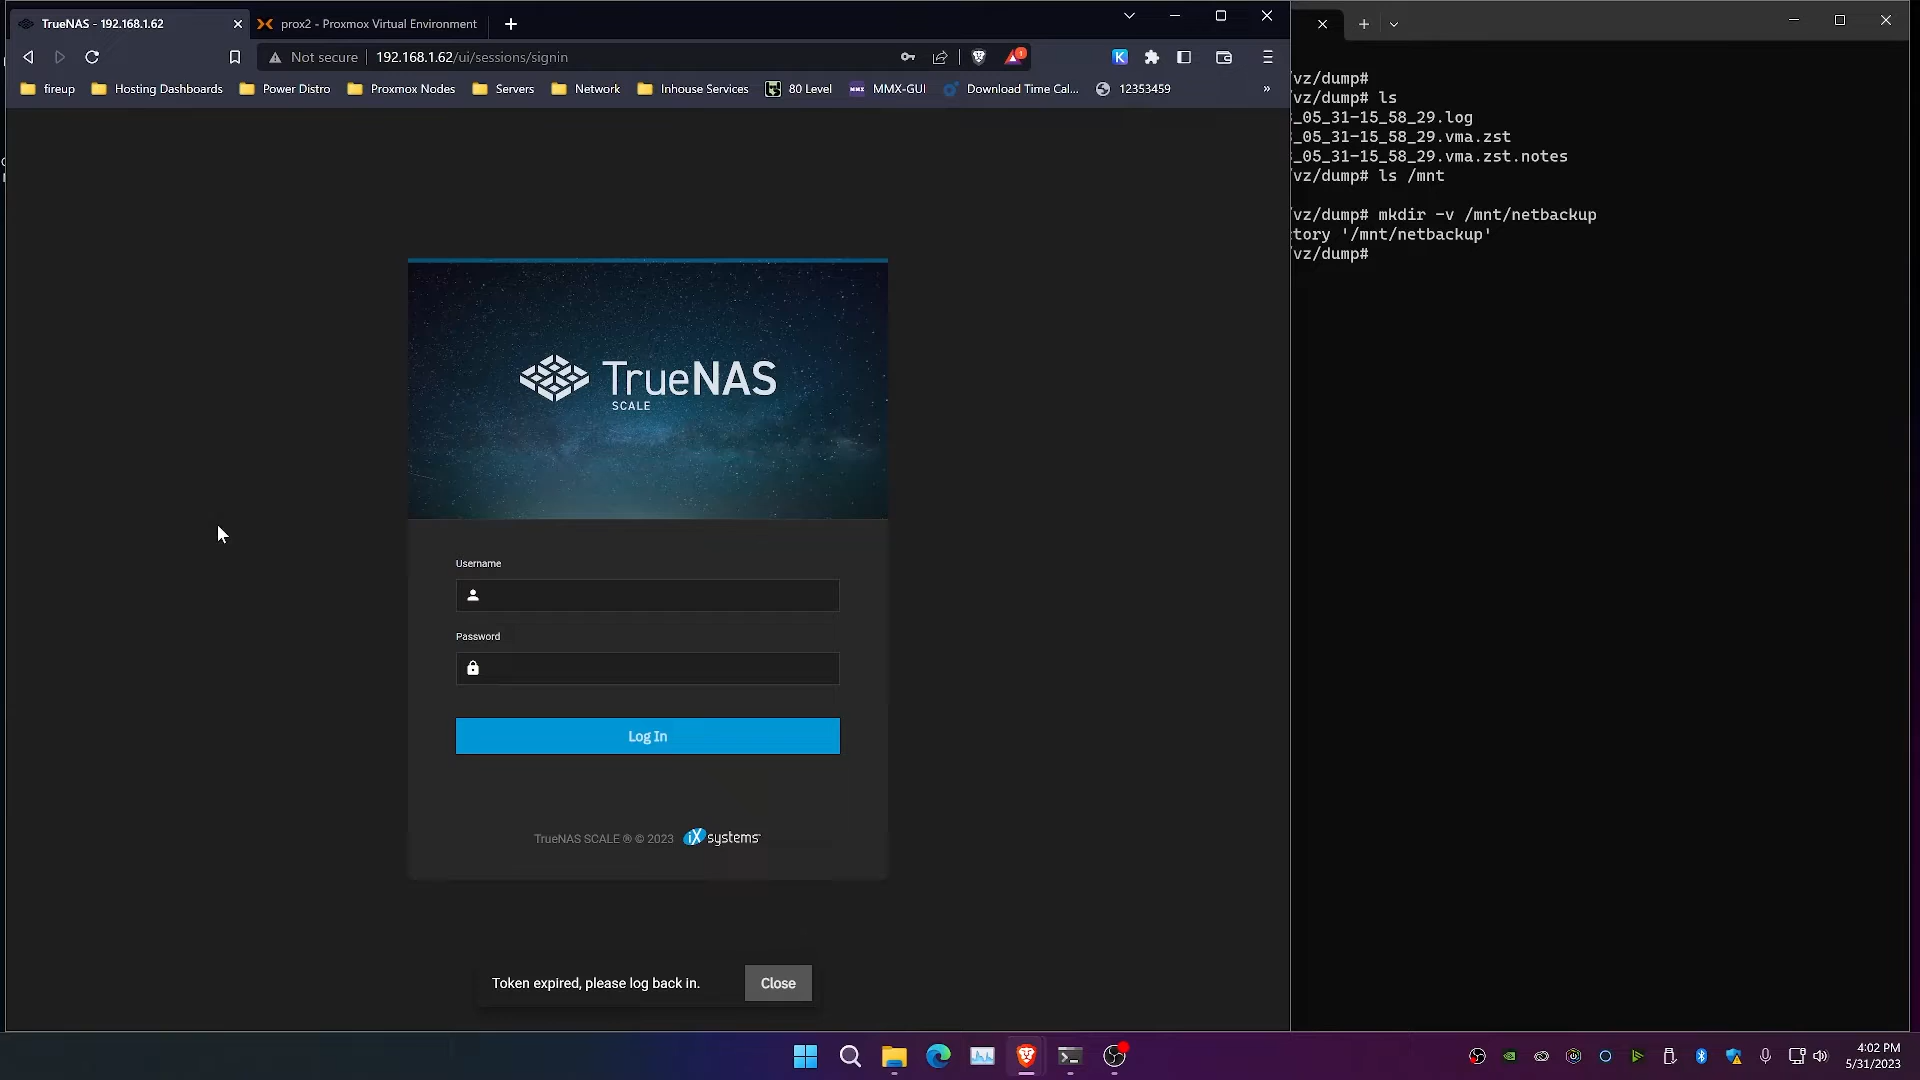 TrueNAS - 192.168.1.62
prox2 - Proxmox Virtual Environment
Not secure
192.168.1.62/ui/sessions/signin
fireup
Hosting Dashboards
Power Distro
Proxmox Nodes
Servers
Network
Inhouse Services
80 Level
MMX-GUI
Download Time Cal...
12353459
»
TrueNAS
SCALE
Username
Password
Log In
TrueNAS SCALE ® © 2023
iX systems
Token expired, please log back in.
Close
vz/dump#
vz/dump# ls
_05_31-15_58_29.log
_05_31-15_58_29.vma.zst
_05_31-15_58_29.vma.zst.notes
vz/dump# ls /mnt
vz/dump# mkdir -v /mnt/netbackup
tory '/mnt/netbackup'
vz/dump#
4:02 PM
5/31/2023